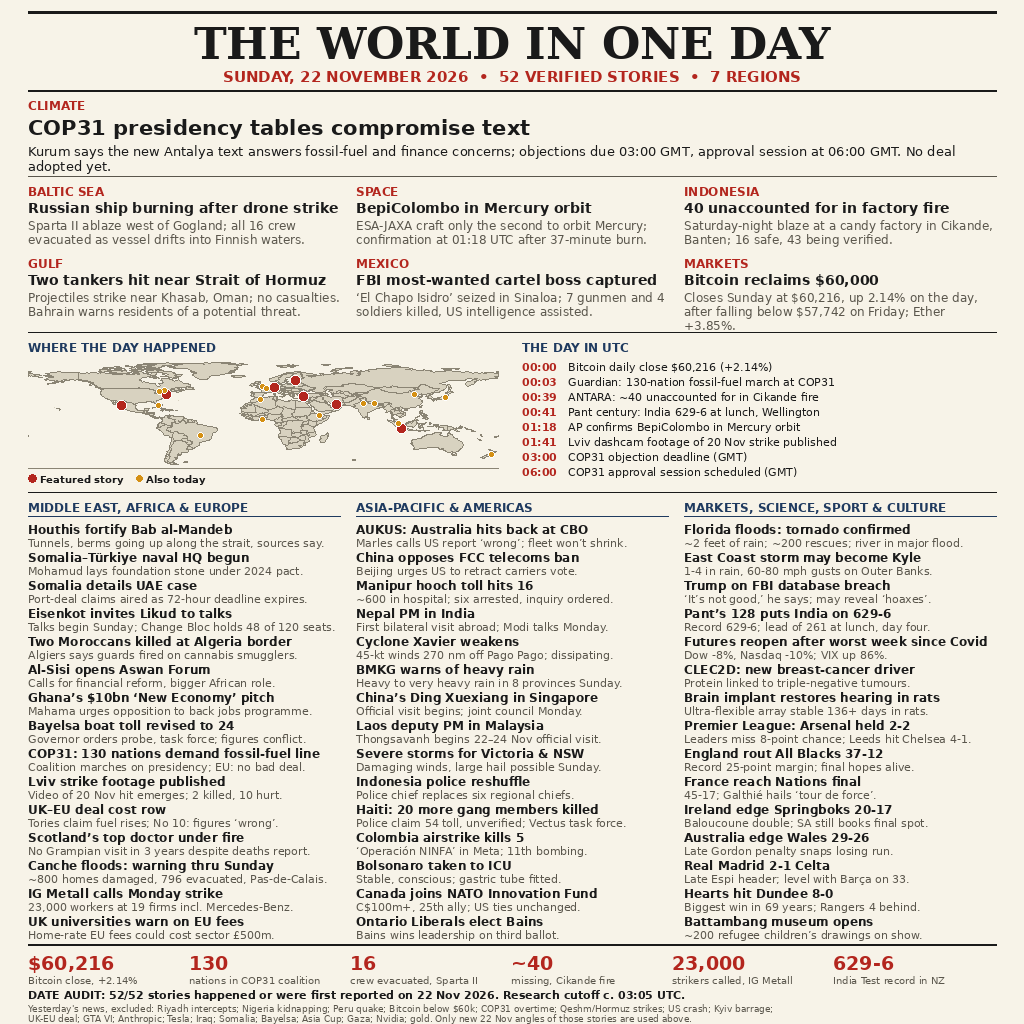 THE WORLD IN ONE DAY
SUNDAY, 22 NOVEMBER 2026 • 52 VERIFIED STORIES • 7 REGIONS
CLIMATE
COP31 presidency tables compromise text
Kurum says the new Antalya text answers fossil-fuel and finance concerns; objections due 03:00 GMT, approval session at 06:00 GMT. No deal
adopted yet.
BALTIC SEA
Russian ship burning after drone strike
Sparta II ablaze west of Gogland; all 16 crew
evacuated as vessel drifts into Finnish waters.
SPACE
BepiColombo in Mercury orbit
ESA-JAXA craft only the second to orbit Mercury;
confirmation at 01:18 UTC after 37-minute burn.
INDONESIA
40 unaccounted for in factory fire
Saturday-night blaze at a candy factory in Cikande,
Banten; 16 safe, 43 being verified.
GULF
Two tankers hit near Strait of Hormuz
Projectiles strike near Khasab, Oman; no casualties.
Bahrain warns residents of a potential threat.
MEXICO
FBI most-wanted cartel boss captured
‘El Chapo Isidro’ seized in Sinaloa; 7 gunmen and 4
soldiers killed, US intelligence assisted.
MARKETS
Bitcoin reclaims $60,000
Closes Sunday at $60,216, up 2.14% on the day,
after falling below $57,742 on Friday; Ether
+3.85%.
WHERE THE DAY HAPPENED
Featured story
Also today
THE DAY IN UTC
00:00 Bitcoin daily close $60,216 (+2.14%)
00:03 Guardian: 130-nation fossil-fuel march at COP31
00:39 ANTARA: ~40 unaccounted for in Cikande fire
00:41 Pant century: India 629-6 at lunch, Wellington
01:18 AP confirms BepiColombo in Mercury orbit
01:41 Lviv dashcam footage of 20 Nov strike published
03:00 COP31 objection deadline (GMT)
06:00 COP31 approval session scheduled (GMT)
MIDDLE EAST, AFRICA & EUROPE
Houthis fortify Bab al-Mandeb
Tunnels, berms going up along the strait, sources say.
Somalia–Türkiye naval HQ begun
Mohamud lays foundation stone under 2024 pact.
Somalia details UAE case
Port-deal claims aired as 72-hour deadline expires.
Eisenkot invites Likud to talks
Talks begin Sunday; Change Bloc holds 48 of 120 seats.
Two Moroccans killed at Algeria border
Algiers says guards fired on cannabis smugglers.
Al-Sisi opens Aswan Forum
Calls for financial reform, bigger African role.
Ghana’s $10bn ‘New Economy’ pitch
Mahama urges opposition to back jobs programme.
Bayelsa boat toll revised to 24
Governor orders probe, task force; figures conflict.
COP31: 130 nations demand fossil-fuel line
Coalition marches on presidency; EU: no bad deal.
Lviv strike footage published
Video of 20 Nov hit emerges; 2 killed, 10 hurt.
UK–EU deal cost row
Tories claim fuel rises; No 10: figures ‘wrong’.
Scotland’s top doctor under fire
No Grampian visit in 3 years despite deaths report.
Canche floods: warning thru Sunday
~800 homes damaged, 796 evacuated, Pas-de-Calais.
IG Metall calls Monday strike
23,000 workers at 19 firms incl. Mercedes-Benz.
UK universities warn on EU fees
Home-rate EU fees could cost sector £500m.
ASIA-PACIFIC & AMERICAS
AUKUS: Australia hits back at CBO
Marles calls US report ‘wrong’; fleet won’t shrink.
China opposes FCC telecoms ban
Beijing urges US to retract carriers vote.
Manipur hooch toll hits 16
~600 in hospital; six arrested, inquiry ordered.
Nepal PM in India
First bilateral visit abroad; Modi talks Monday.
Cyclone Xavier weakens
45-kt winds 270 nm off Pago Pago; dissipating.
BMKG warns of heavy rain
Heavy to very heavy rain in 8 provinces Sunday.
China’s Ding Xuexiang in Singapore
Official visit begins; joint council Monday.
Laos deputy PM in Malaysia
Thongsavanh begins 22–24 Nov official visit.
Severe storms for Victoria & NSW
Damaging winds, large hail possible Sunday.
Indonesia police reshuffle
Police chief replaces six regional chiefs.
Haiti: 20 more gang members killed
Police claim 54 toll, unverified; Vectus task force.
Colombia airstrike kills 5
‘Operación NINFA’ in Meta; 11th bombing.
Bolsonaro taken to ICU
Stable, conscious; gastric tube fitted.
Canada joins NATO Innovation Fund
C$100m+, 25th ally; US ties unchanged.
Ontario Liberals elect Bains
Bains wins leadership on third ballot.
MARKETS, SCIENCE, SPORT & CULTURE
Florida floods: tornado confirmed
~2 feet of rain; ~200 rescues; river in major flood.
East Coast storm may become Kyle
1-4 in rain, 60-80 mph gusts on Outer Banks.
Trump on FBI database breach
‘It’s not good,’ he says; may reveal ‘hoaxes’.
Pant’s 128 puts India on 629-6
Record 629-6; lead of 261 at lunch, day four.
Futures reopen after worst week since Covid
Dow -8%, Nasdaq -10%; VIX up 86%.
CLEC2D: new breast-cancer driver
Protein linked to triple-negative tumours.
Brain implant restores hearing in rats
Ultra-flexible array stable 136+ days in rats.
Premier League: Arsenal held 2-2
Leaders miss 8-point chance; Leeds hit Chelsea 4-1.
England rout All Blacks 37-12
Record 25-point margin; final hopes alive.
France reach Nations final
45-17; Galthié hails ‘tour de force’.
Ireland edge Springboks 20-17
Baloucoune double; SA still books final spot.
Australia edge Wales 29-26
Late Gordon penalty snaps losing run.
Real Madrid 2-1 Celta
Late Espi header; level with Barça on 33.
Hearts hit Dundee 8-0
Biggest win in 69 years; Rangers 4 behind.
Battambang museum opens
~200 refugee children’s drawings on show.
$60,216
Bitcoin close, +2.14%
130
nations in COP31 coalition
16
crew evacuated, Sparta II
~40
missing, Cikande fire
23,000
strikers called, IG Metall
629-6
India Test record in NZ
DATE AUDIT: 52/52 stories happened or were first reported on 22 Nov 2026. Research cutoff c. 03:05 UTC.
Yesterday’s news, excluded: Riyadh intercepts; Nigeria kidnapping; Peru quake; Bitcoin below $60k; COP31 overtime; Qeshm/Hormuz strikes; US crash; Kyiv barrage;
UK-EU deal; GTA VI; Anthropic; Tesla; Iraq; Somalia; Bayelsa; Asia Cup; Gaza; Nvidia; gold. Only new 22 Nov angles of those stories are used above.